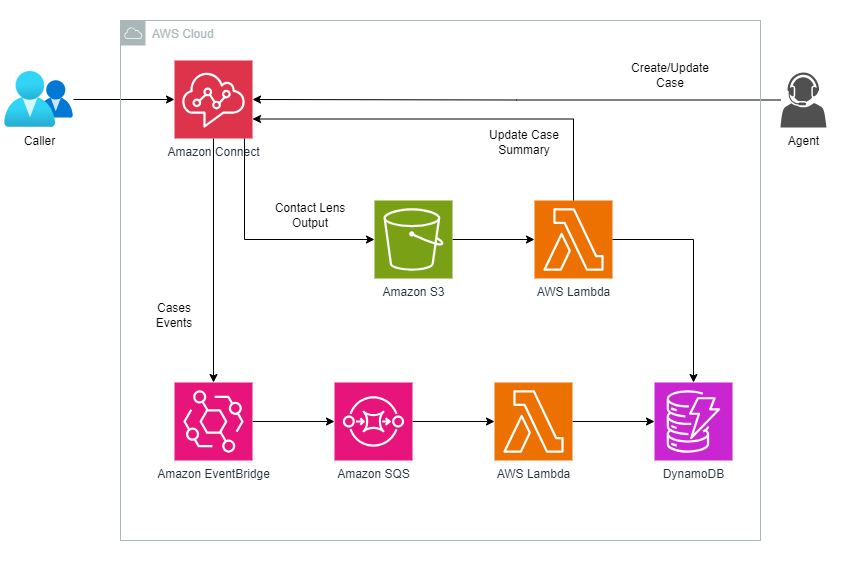 AWS Cloud
Create/Update
Case
Caller
Amazon Connect
Update Case
Summary
Agent
Contact Lens
Output
Amazon S3
AWS Lambda
Cases
Events
Amazon EventBridge
Amazon SQS
AWS Lambda
DynamoDB